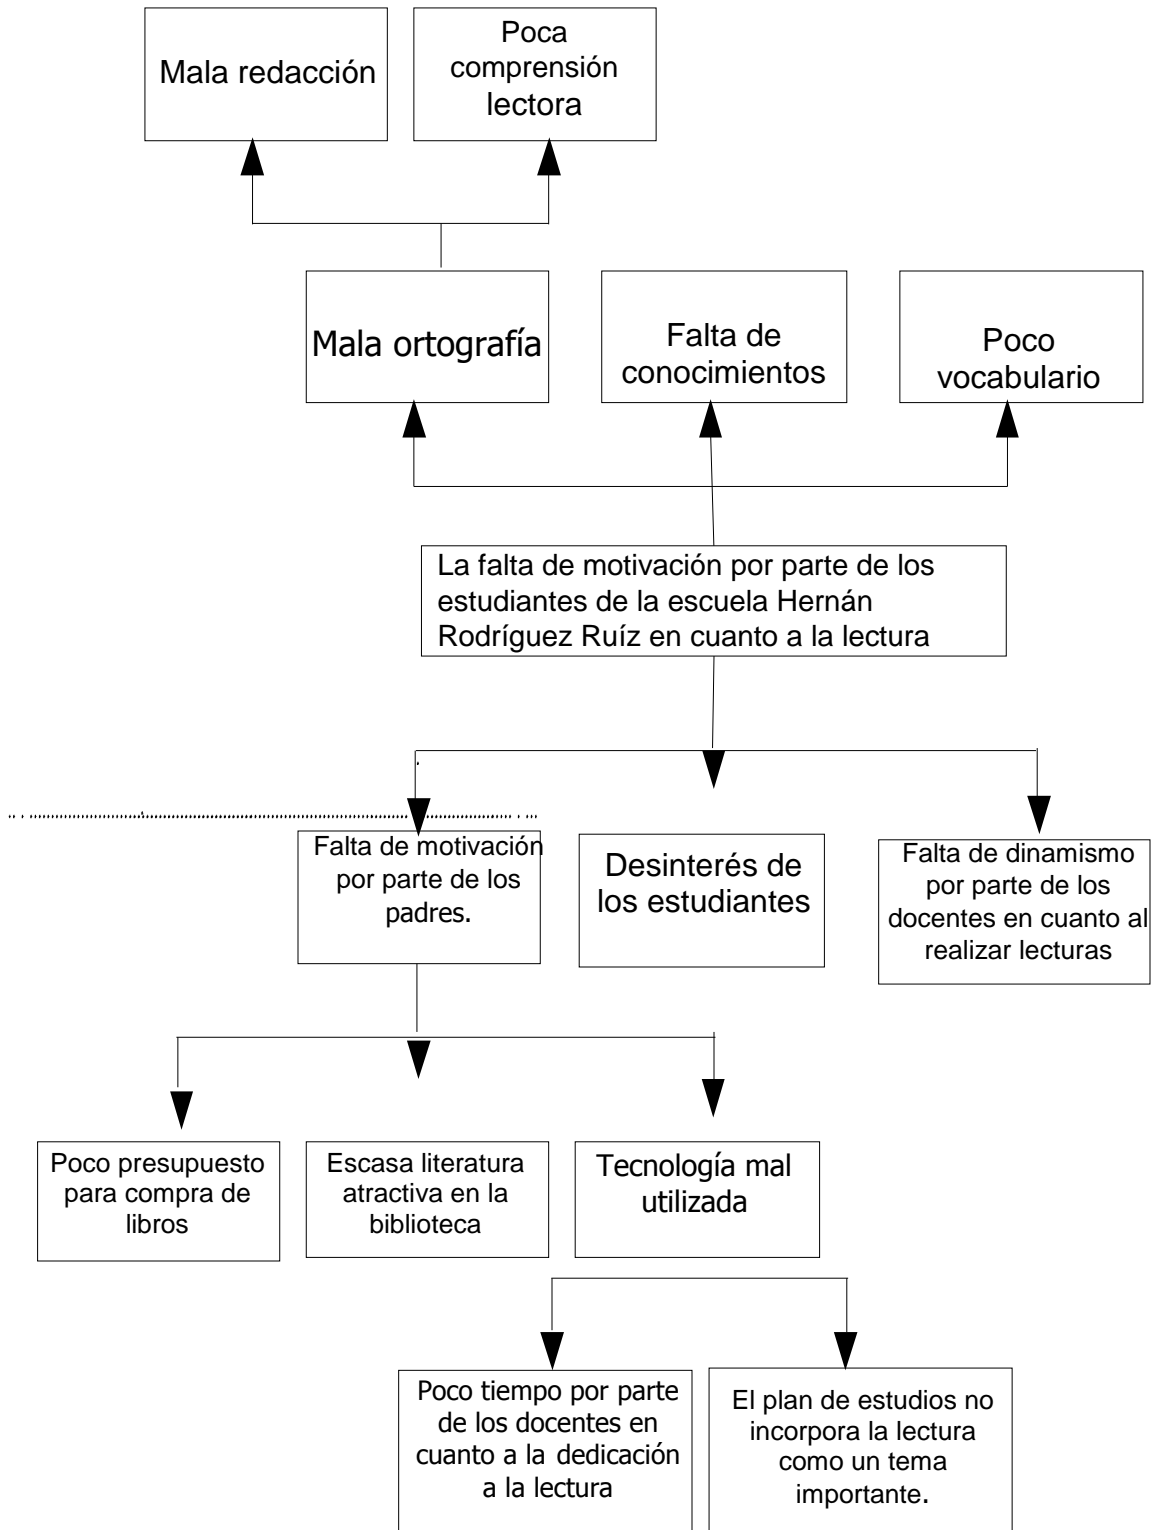 Mala redacción
Poca
comprensión
lectora
Mala ortografía
Falta de
conocimientos
Poco
vocabulario
La falta de motivación por parte de los
estudiantes de la escuela Hernán
Rodríguez Ruíz en cuanto a la lectura
Falta de motivación
por parte de los
padres.
Desinterés de
los estudiantes
Falta de dinamismo
por parte de los
docentes en cuanto al
realizar lecturas
Poco presupuesto
para compra de
libros
Escasa literatura
atractiva en la
biblioteca
Tecnología mal
utilizada
Poco tiempo por parte
de los docentes en
cuanto a la dedicación
a la lectura
El plan de estudios no
incorpora la lectura
como un tema
importante.